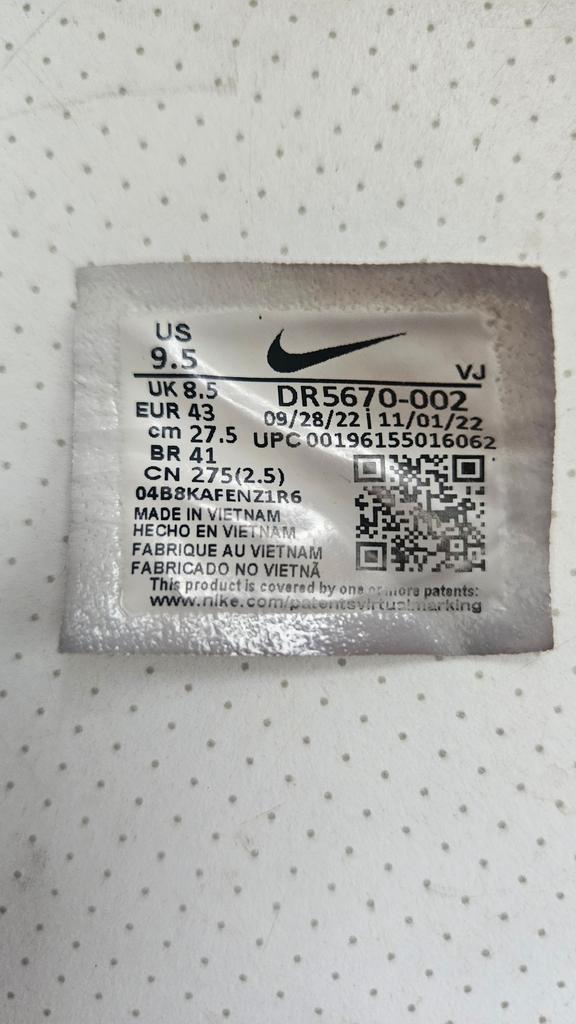 US
9.5
VJ
UK 8.5
DR5670-002
EUR 43
09/28/22 | 11/01/22
cm 27.5
UPC 00196155016062
BR 41
CN 275(2.5)
04B8KAFENZ1R6
MADE IN VIETNAM
HECHO EN VIETNAM
FABRIQUE AU VIETNAM
FABRICADO NO VIETNÃ
This product is covered by one or more patents:
www.nike.com/patentsvirtualmarking